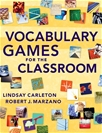 VOCABULARY
GAMES
FOR THE
CLASSROOM
LINDSAY CARLETON
ROBERT J. MARZANO